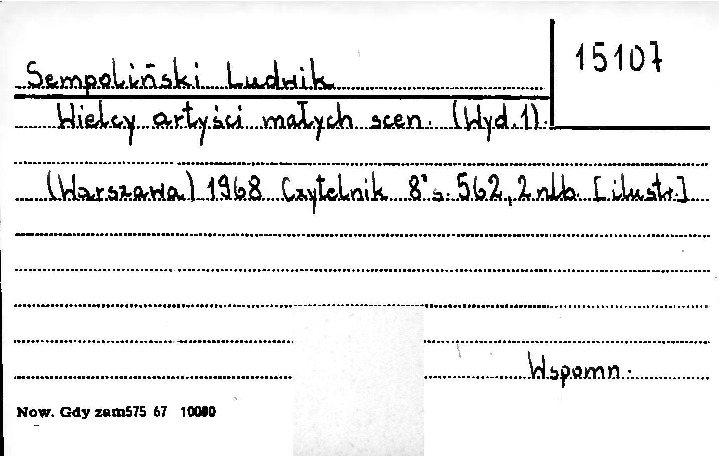 15107
Sempoliński Ludwik
Wielcy artyści małych scen. (Wyd.1).
(Warszawa) 1968 Czytelnik 8° s. 562, 2 nlb. [ilustr.]
Wspomn.
Now. Gdy zam575 67 10000